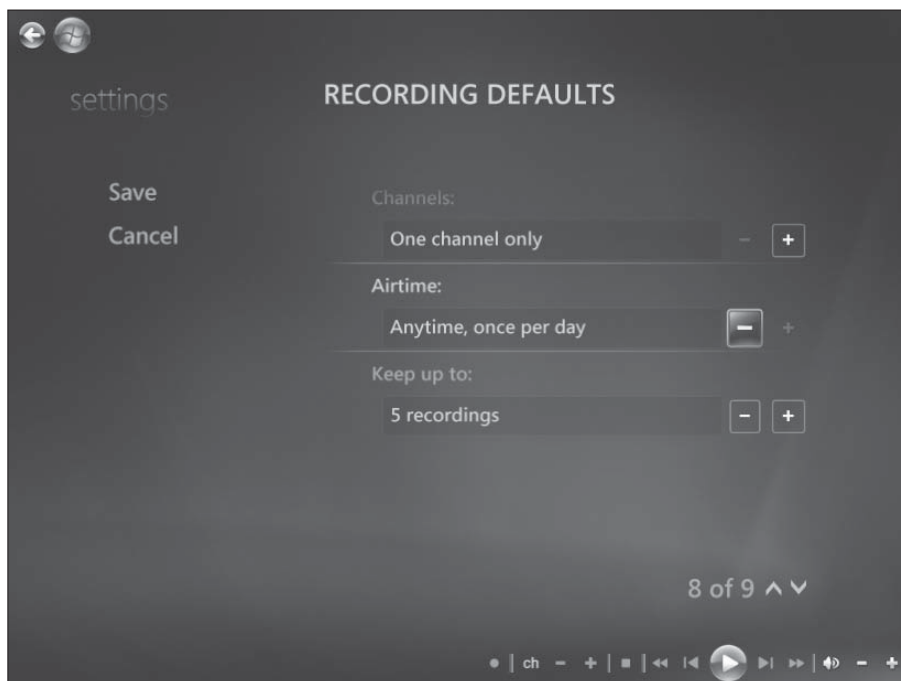 settings
RECORDING DEFAULTS
Save
Cancel
Channels:
One channel only - +
Airtime:
Anytime, once per day - +
Keep up to:
5 recordings - +
8 of 9
ch - + - +